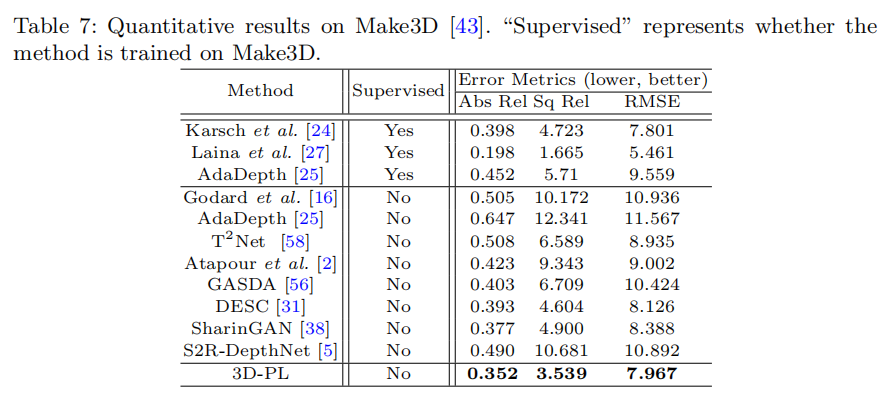 Table 7: Quantitative results on Make3D [43]. “Supervised” represents whether the
method is trained on Make3D.
Method Supervised Error Metrics (lower, better)
Abs Rel Sq Rel RMSE
Karsch et al. [24] Yes 0.398 4.723 7.801
Laina et al. [27] Yes 0.198 1.665 5.461
AdaDepth [25] Yes 0.452 5.71 9.559
Godard et al. [16] No 0.505 10.172 10.936
AdaDepth [25] No 0.647 12.341 11.567
T²Net [58] No 0.508 6.589 8.935
Atapour et al. [2] No 0.423 9.343 9.002
GASDA [56] No 0.403 6.709 10.424
DESC [31] No 0.393 4.604 8.126
SharinGAN [38] No 0.377 4.900 8.388
S2R-DepthNet [5] No 0.490 10.681 10.892
3D-PL No 0.352 3.539 7.967